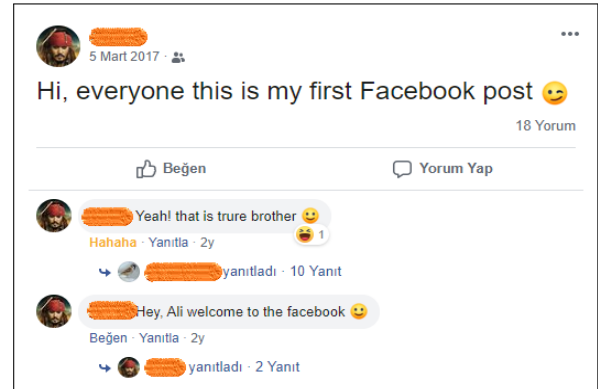 5 Mart 2017 ·
Hi, everyone this is my first Facebook post
18 Yorum
Beğen Yorum Yap
Yeah! that is trure brother
1
Hahaha · Yanıtla · 2y
yanıtladı · 10 Yanıt
Hey, Ali welcome to the facebook
Beğen · Yanıtla · 2y
yanıtladı · 2 Yanıt